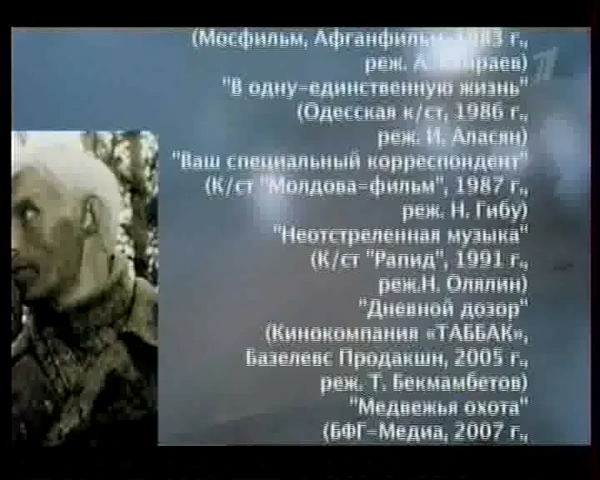 (Мосфильм, Афганфильм, 1983 г.,
реж. А.
"В одну-единственную жизнь"
(Одесская к/ст, 1986 г.,
реж. И. Апасян)
"Ваш специальный корреспондент"
(К/ст "Молдова-фильм", 1987 г.,
реж. Н. Гибу)
"Неотстреленная музыка"
(К/ст "Рапид", 1991 г.,
реж.Н. Олялин)
"Дневной дозор"
(Кинокомпания «ТАББАК»,
Базелевс Продакшн, 2005 г.,
реж. Т. Бекмамбетов)
"Медвежья охота"
(БФГ-Медиа, 2007 г.,